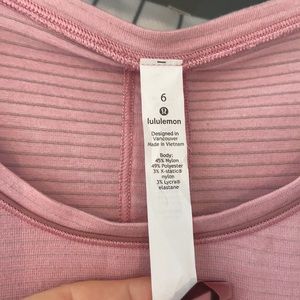 6
lululemon
Designed in
Vancouver
Made in Vietnam
Body:
45% Nylon
49% Polyester
3% X-static®
nylon
3% Lycra®
elastane